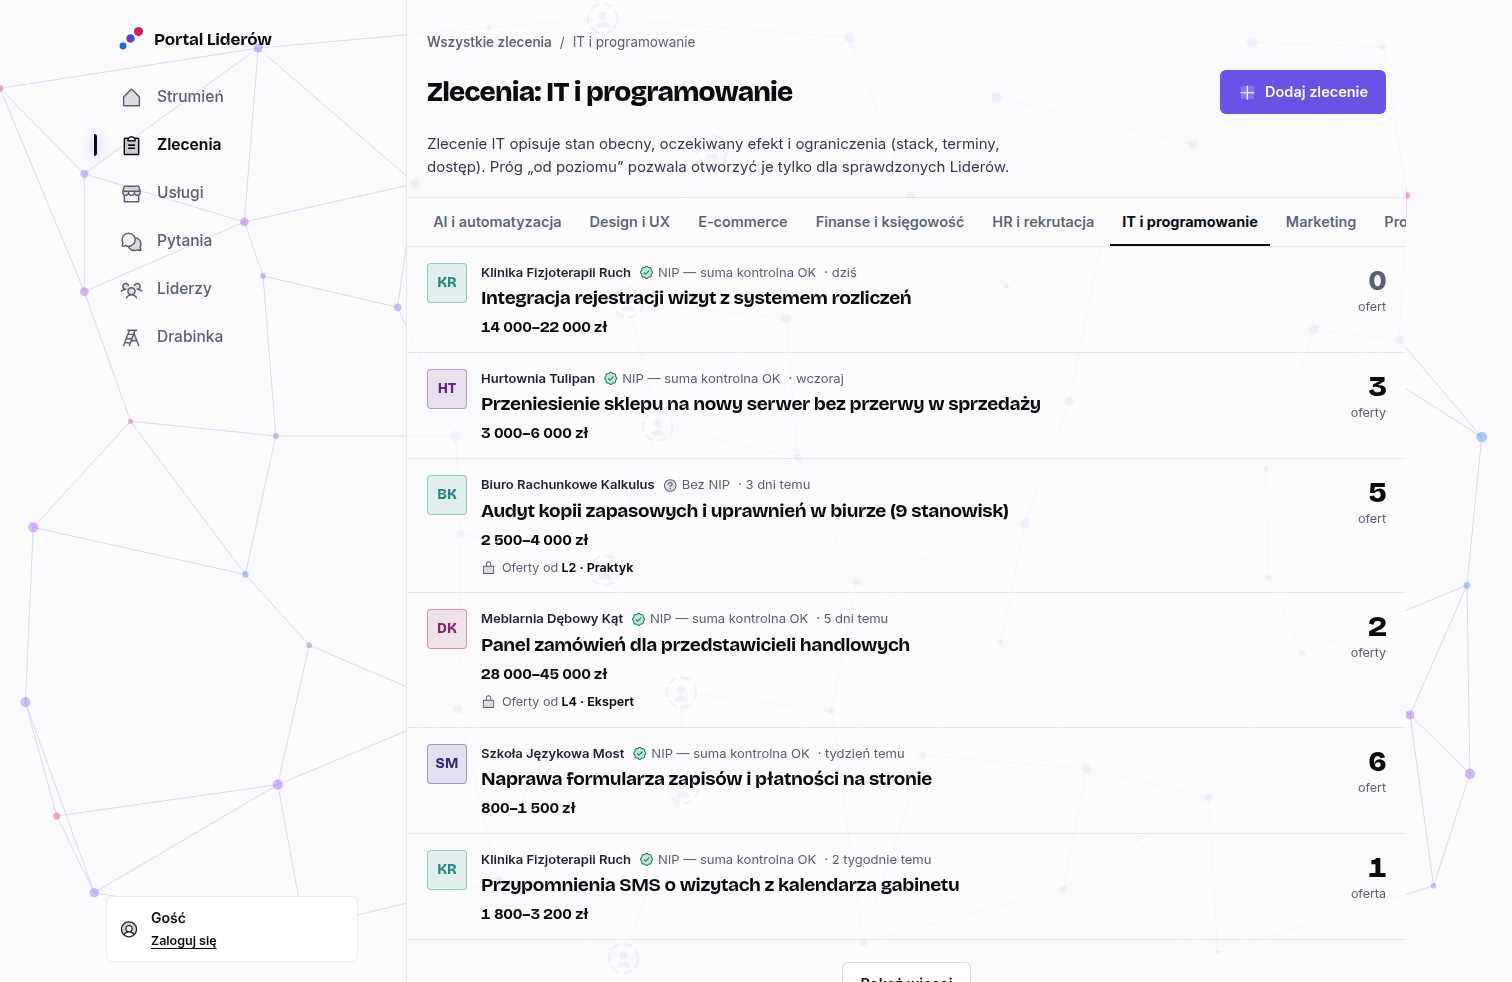 Portal Liderów
Strumień
Zlecenia
Usługi
Pytania
Liderzy
Drabinka
Gość
Zaloguj się
Wszystkie zlecenia / IT i programowanie
Zlecenia: IT i programowanie
Dodaj zlecenie
Zlecenie IT opisuje stan obecny, oczekiwany efekt i ograniczenia (stack, terminy,
dostęp). Próg „od poziomu” pozwala otworzyć je tylko dla sprawdzonych Liderów.
AI i automatyzacja Design i UX E-commerce Finanse i księgowość HR i rekrutacja IT i programowanie Marketing Pro
KR
Klinika Fizjoterapii Ruch NIP — suma kontrolna OK · dziś
Integracja rejestracji wizyt z systemem rozliczeń
14 000–22 000 zł
0
ofert
HT
Hurtownia Tulipan NIP — suma kontrolna OK · wczoraj
Przeniesienie sklepu na nowy serwer bez przerwy w sprzedaży
3 000–6 000 zł
3
oferty
BK
Biuro Rachunkowe Kalkulus Bez NIP · 3 dni temu
Audyt kopii zapasowych i uprawnień w biurze (9 stanowisk)
2 500–4 000 zł
Oferty od L2 · Praktyk
5
ofert
DK
Meblarnia Dębowy Kąt NIP — suma kontrolna OK · 5 dni temu
Panel zamówień dla przedstawicieli handlowych
28 000–45 000 zł
Oferty od L4 · Ekspert
2
oferty
SM
Szkoła Językowa Most NIP — suma kontrolna OK · tydzień temu
Naprawa formularza zapisów i płatności na stronie
800–1 500 zł
6
ofert
KR
Klinika Fizjoterapii Ruch NIP — suma kontrolna OK · 2 tygodnie temu
Przypomnienia SMS o wizytach z kalendarza gabinetu
1 800–3 200 zł
1
oferta
Pokaż więcej